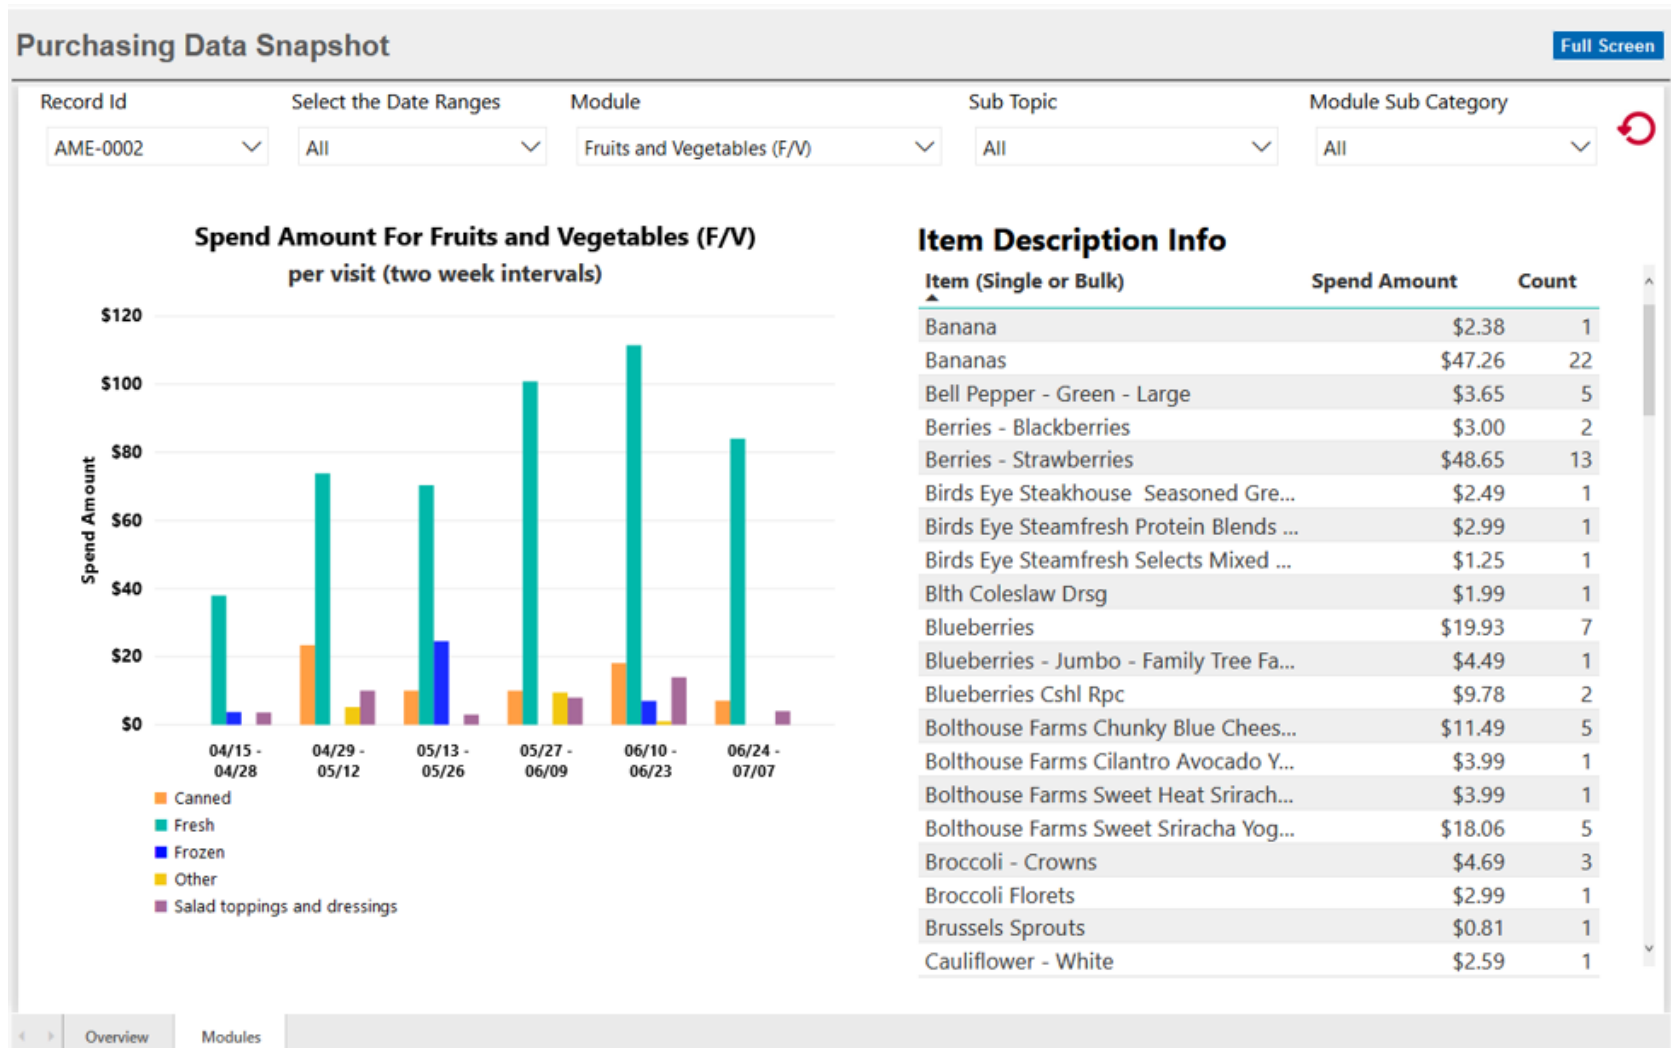 Purchasing Data Snapshot
Full Screen
Record Id
Select the Date Ranges
Module
Sub Topic
Module Sub Category
AME-0002
All
Fruits and Vegetables (F/V)
All
All
Spend Amount For Fruits and Vegetables (F/V)
per visit (two week intervals)
$120
$100
$80
$60
$40
$20
$0
Spend Amount
04/15 -
04/28
04/29 -
05/12
05/13 -
05/26
05/27 -
06/09
06/10 -
06/23
06/24 -
07/07
Canned
Fresh
Frozen
Other
Salad toppings and dressings
Item Description Info
Item (Single or Bulk) Spend Amount Count
Banana $2.38 1
Bananas $47.26 22
Bell Pepper - Green - Large $3.65 5
Berries - Blackberries $3.00 2
Berries - Strawberries $48.65 13
Birds Eye Steakhouse  Seasoned Gre... $2.49 1
Birds Eye Steamfresh Protein Blends ... $2.99 1
Birds Eye Steamfresh Selects Mixed ... $1.25 1
Blth Coleslaw Drsg $1.99 1
Blueberries $19.93 7
Blueberries - Jumbo - Family Tree Fa... $4.49 1
Blueberries Cshl Rpc $9.78 2
Bolthouse Farms Chunky Blue Chees... $11.49 5
Bolthouse Farms Cilantro Avocado Y... $3.99 1
Bolthouse Farms Sweet Heat Srirach... $3.99 1
Bolthouse Farms Sweet Sriracha Yog... $18.06 5
Broccoli - Crowns $4.69 3
Broccoli Florets $2.99 1
Brussels Sprouts $0.81 1
Cauliflower - White $2.59 1
Overview
Modules